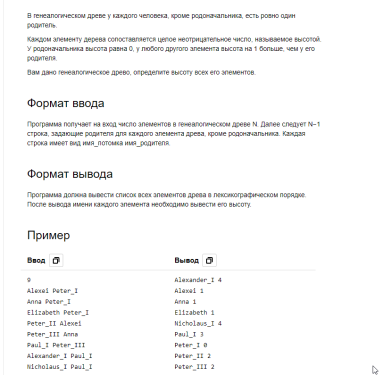 В генеалогическом древе у каждого человека, кроме родоначальника, есть ровно один
родитель.
Каждом элементу дерева сопоставляется целое неотрицательное число, называемое высотой.
У родоначальника высота равна 0, у любого другого элемента высота на 1 больше, чем у его
родителя.
Вам дано генеалогическое древо, определите высоту всех его элементов.
Формат ввода
Программа получает на вход число элементов в генеалогическом древе N. Далее следует N−1
строка, задающие родителя для каждого элемента древа, кроме родоначальника. Каждая
строка имеет вид имя_потомка имя_родителя.
Формат вывода
Программа должна вывести список всех элементов древа в лексикографическом порядке.
После вывода имени каждого элемента необходимо вывести его высоту.
Пример
Ввод Вывод
9 Alexander_I 4
Alexei Peter_I Alexei 1
Anna Peter_I Anna 1
Elizabeth Peter_I Elizabeth 1
Peter_II Alexei Nicholaus_I 4
Peter_III Anna Paul_I 3
Paul_I Peter_III Peter_I 0
Alexander_I Paul_I Peter_II 2
Nicholaus_I Paul_I Peter_III 2